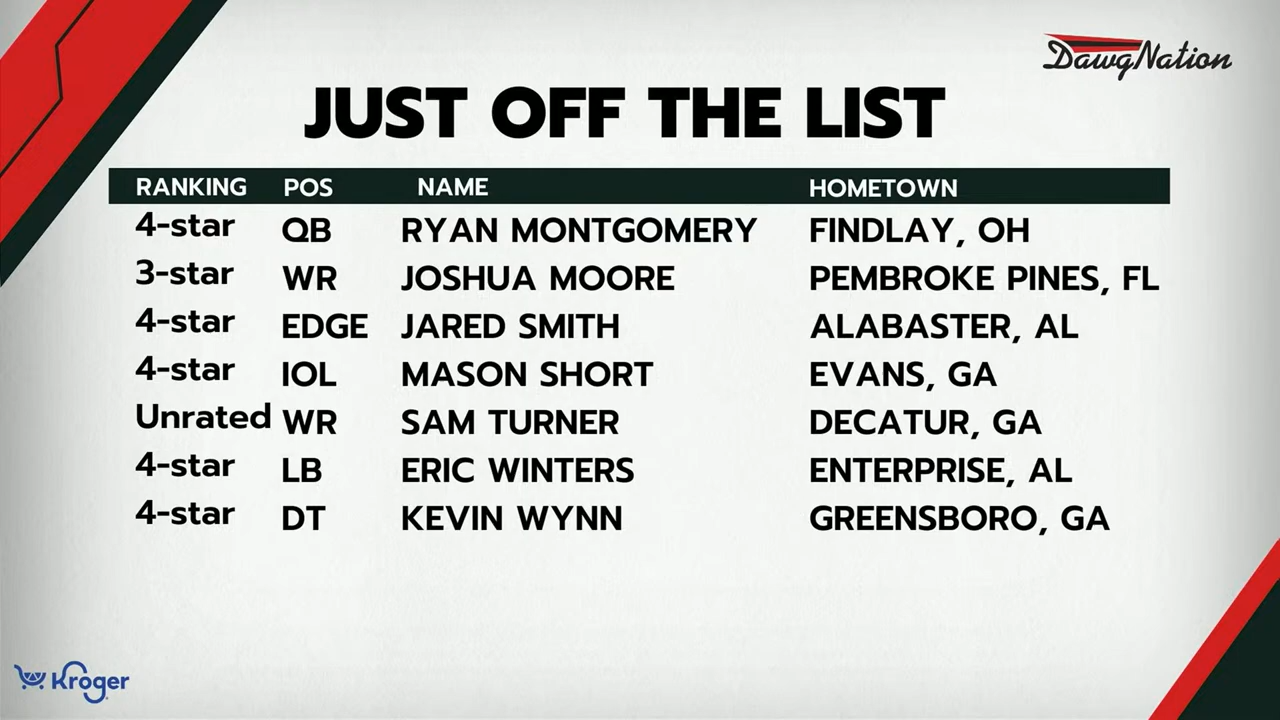 DawgNation
JUST OFF THE LIST
RANKING POS NAME HOMETOWN
4-star QB RYAN MONTGOMERY FINDLAY, OH
3-star WR JOSHUA MOORE PEMBROKE PINES, FL
4-star EDGE JARED SMITH ALABASTER, AL
4-star IOL MASON SHORT EVANS, GA
Unrated WR SAM TURNER DECATUR, GA
4-star LB ERIC WINTERS ENTERPRISE, AL
4-star DT KEVIN WYNN GREENSBORO, GA
Kroger